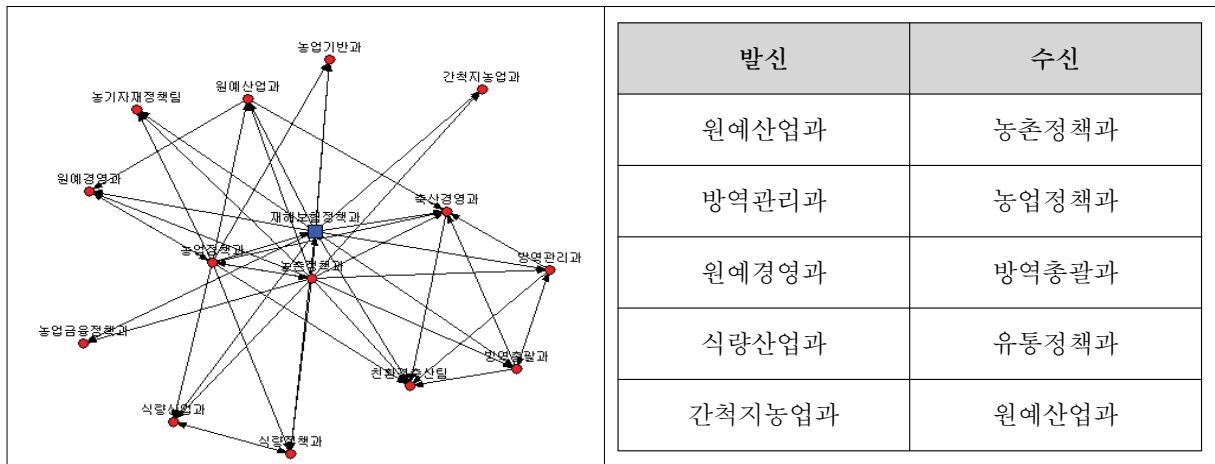 농업기반과
간척지농업과
원예산업과
농기자재정책팀
원예경영과
축산경영과
재해보험정책과
농업정책과
방역관리과
농촌정책과
농업금융정책과
방역총괄과
친환경축산팀
식량산업과
식량정책과
발신 수신
원예산업과 농촌정책과
방역관리과 농업정책과
원예경영과 방역총괄과
식량산업과 유통정책과
간척지농업과 원예산업과